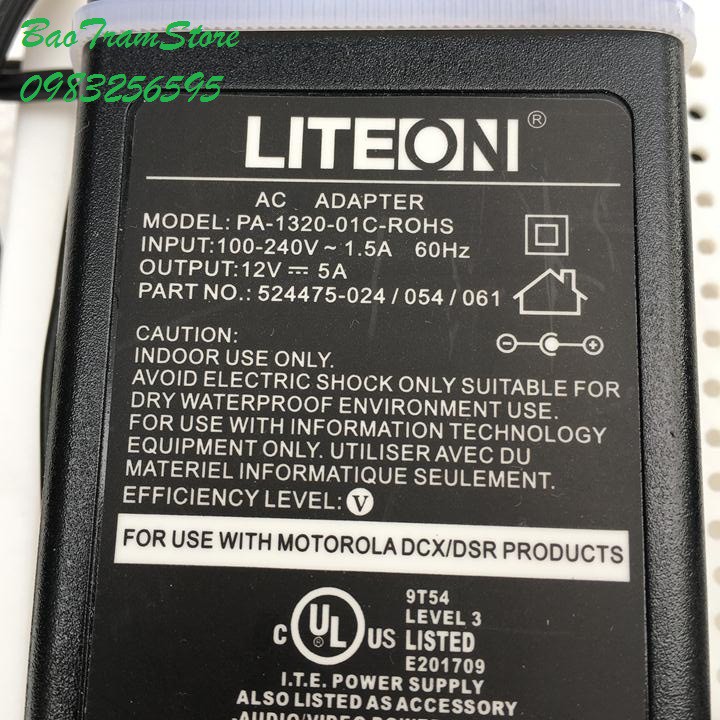 BaoTramStore
0983256595
LITEON®
AC ADAPTER
MODEL: PA-1320-01C-ROHS
INPUT:100-240V ~ 1.5A 60Hz
OUTPUT:12V ⎓ 5A
PART NO.: 524475-024 / 054 / 061
CAUTION:
INDOOR USE ONLY.
AVOID ELECTRIC SHOCK ONLY SUITABLE FOR
DRY WATERPROOF ENVIRONMENT USE.
FOR USE WITH INFORMATION TECHNOLOGY
EQUIPMENT ONLY. UTILISER AVEC DU
MATERIEL INFORMATIQUE SEULEMENT.
EFFICIENCY LEVEL: V
FOR USE WITH MOTOROLA DCX/DSR PRODUCTS
C UL ® US
9T54
LEVEL 3
LISTED
E201709
I.T.E. POWER SUPPLY
ALSO LISTED AS ACCESSORY